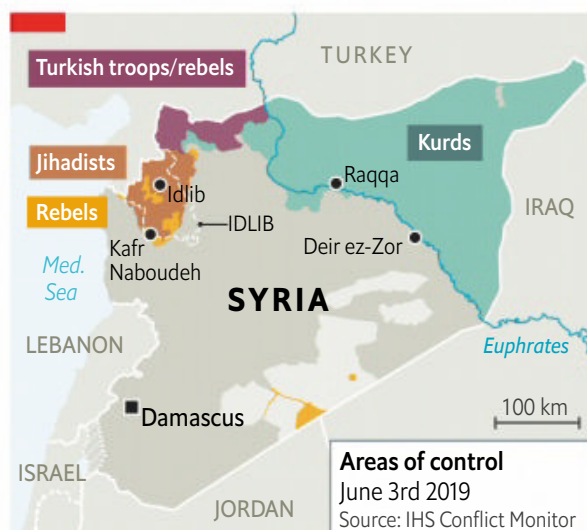 TURKEY
Turkish troops/rebels
Kurds
Jihadists
Idlib
Raqqa
IRAQ
Rebels
IDLIB
Kafr
Naboudeh
Deir ez-Zor
Med.
Sea
SYRIA
LEBANON
Euphrates
Damascus
100 km
ISRAEL
JORDAN
Areas of control
June 3rd 2019
Source: IHS Conflict Monitor